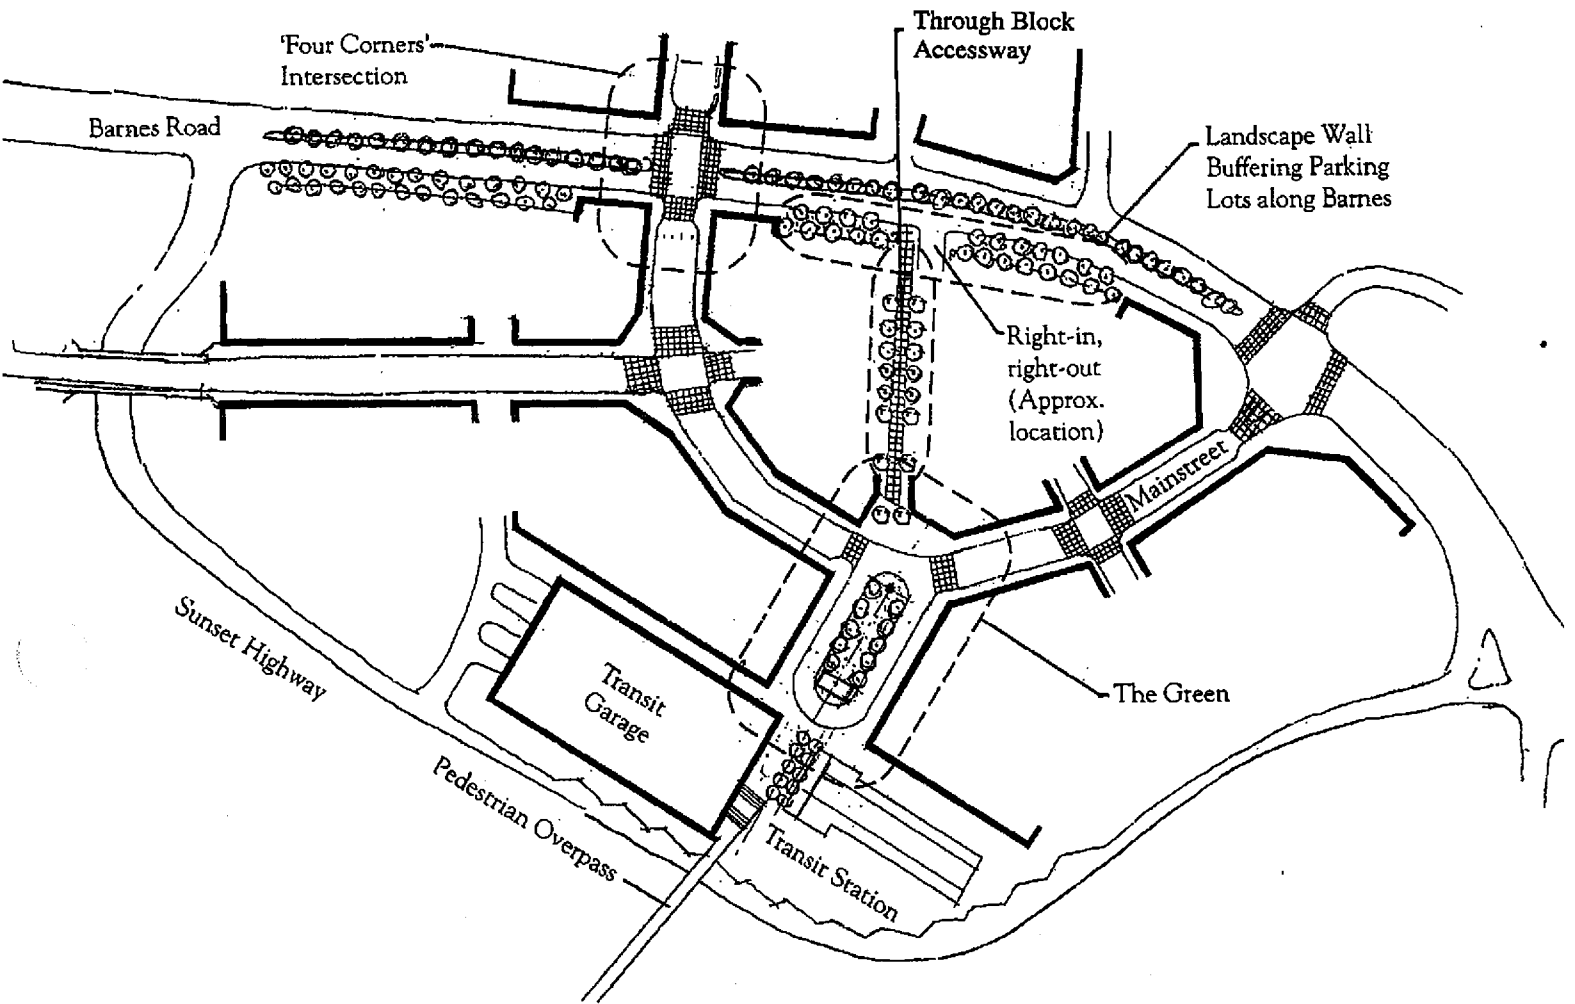 'Four Corners'
Intersection
Through Block
Accessway
Barnes Road
Landscape Wall
Buffering Parking
Lots along Barnes
Right-in,
right-out
(Approx.
location)
Mainstreet
Sunset Highway
Transit
Garage
The Green
Pedestrian Overpass
Transit Station